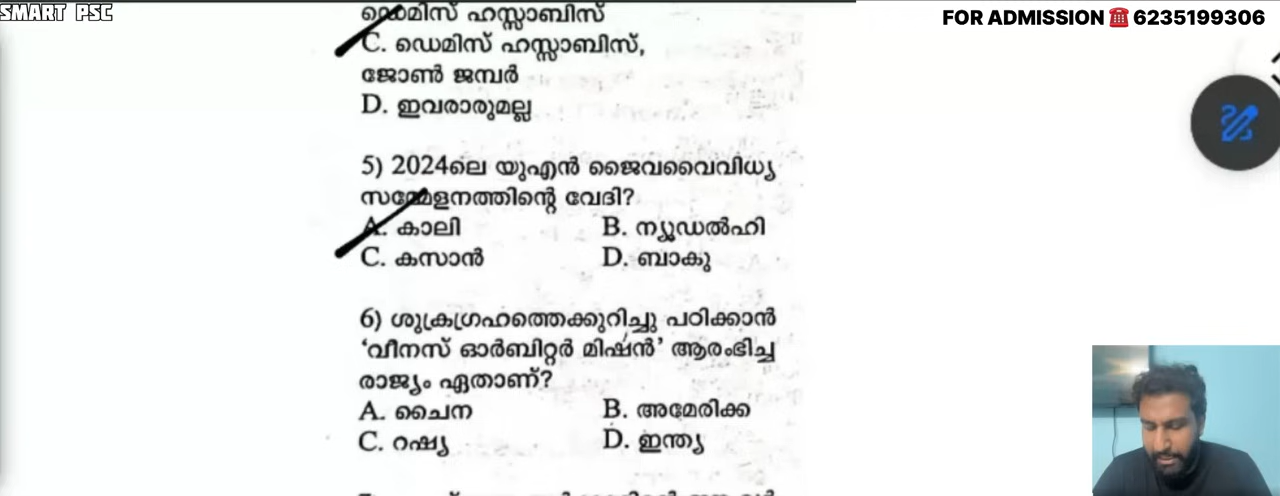 SMART PSC
FOR ADMISSION ☎ 6235199306
ഡെമിസ് ഹസ്സാബിസ്
C. ഡെമിസ് ഹസ്സാബിസ്,
ജോൺ ജമ്പർ
D. ഇവരാരുമല്ല
5) 2024ലെ യുഎൻ ജൈവവൈവിധ്യ
സമ്മേളനത്തിന്റെ വേദി?
A. കാലി B. ന്യൂഡൽഹി
C. കസാൻ D. ബാകു
6) ശുക്രഗ്രഹത്തെക്കുറിച്ചു പഠിക്കാൻ
‘വീനസ് ഓർബിറ്റർ മിഷൻ’ ആരംഭിച്ച
രാജ്യം ഏതാണ്?
A. ചൈന B. അമേരിക്ക
C. റഷ്യ D. ഇന്ത്യ